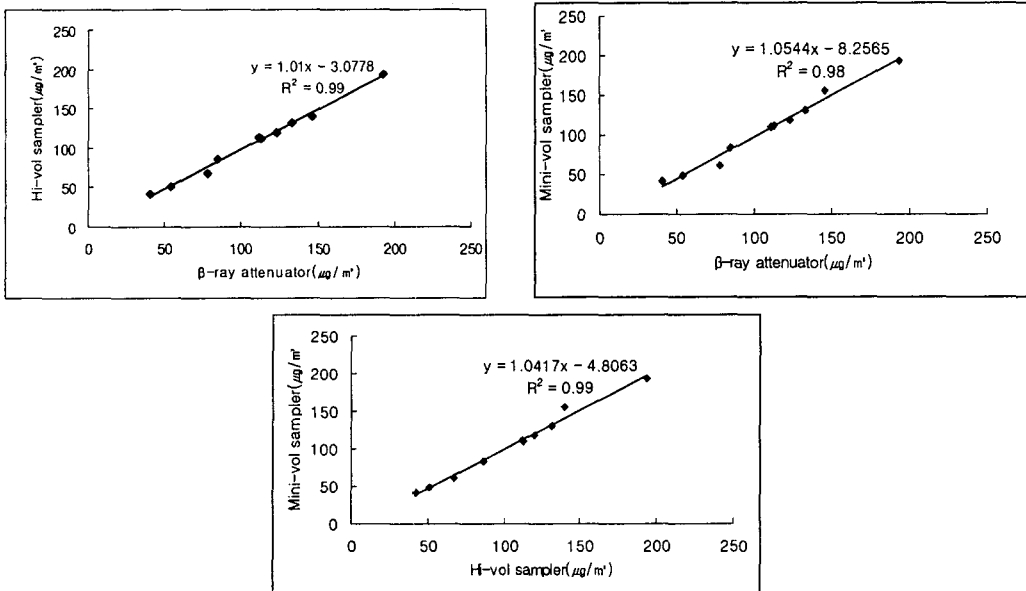 250
200
150
100
50
0
Hi-vol sampler(μg/㎥)
y = 1.01x − 3.0778
R² = 0.99
0 50 100 150 200 250
β-ray attenuator(μg/㎥)
250
200
150
100
50
0
Mini-vol sampler(μg/㎥)
y = 1.0544x − 8.2565
R² = 0.98
0 50 100 150 200 250
β-ray attenuator(μg/㎥)
250
200
150
100
50
0
Mini-vol sampler(μg/㎥)
y = 1.0417x − 4.8063
R² = 0.99
0 50 100 150 200 250
Hi-vol sampler(μg/㎥)